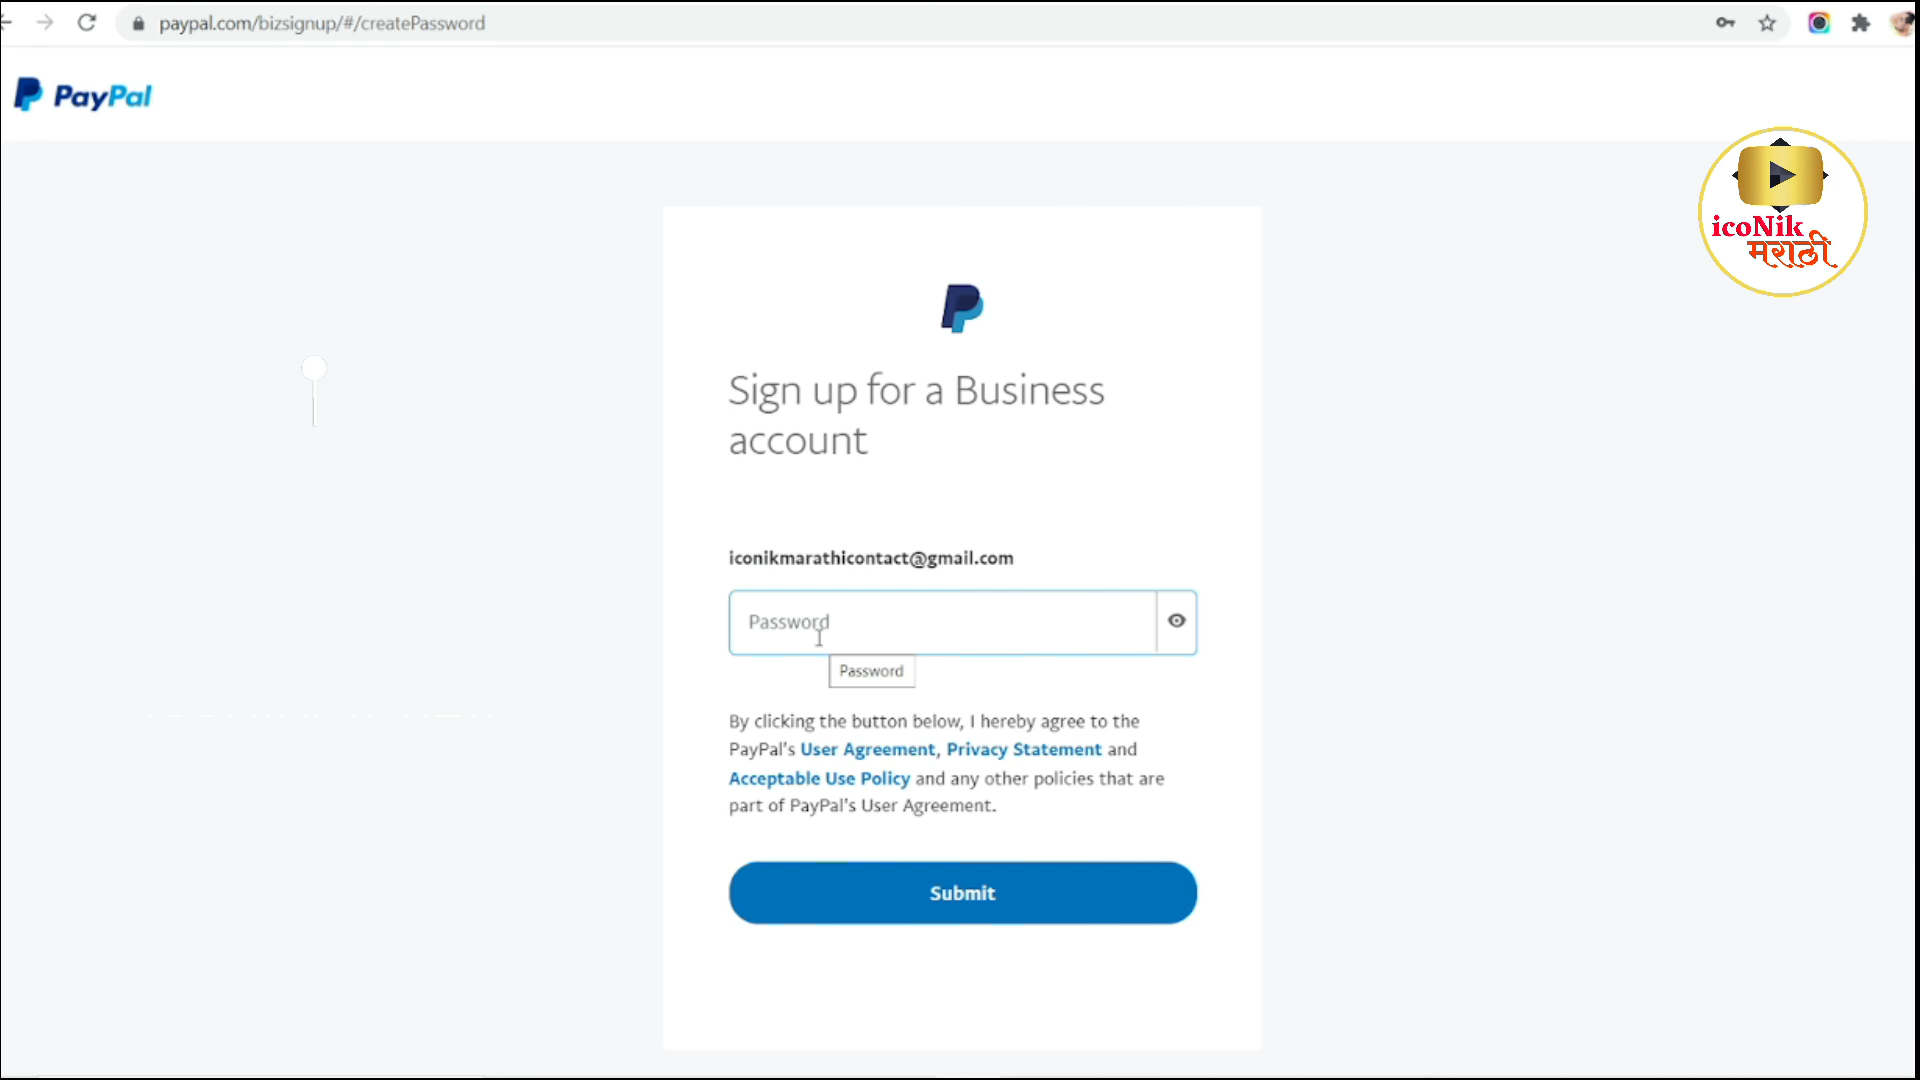 paypal.com/bizsignup/#/createPassword
PayPal
icoNik
मराठी
Sign up for a Business
account
iconikmarathicontact@gmail.com
Password
Password
By clicking the button below, I hereby agree to the
PayPal's User Agreement, Privacy Statement and
Acceptable Use Policy and any other policies that are
part of PayPal's User Agreement.
Submit